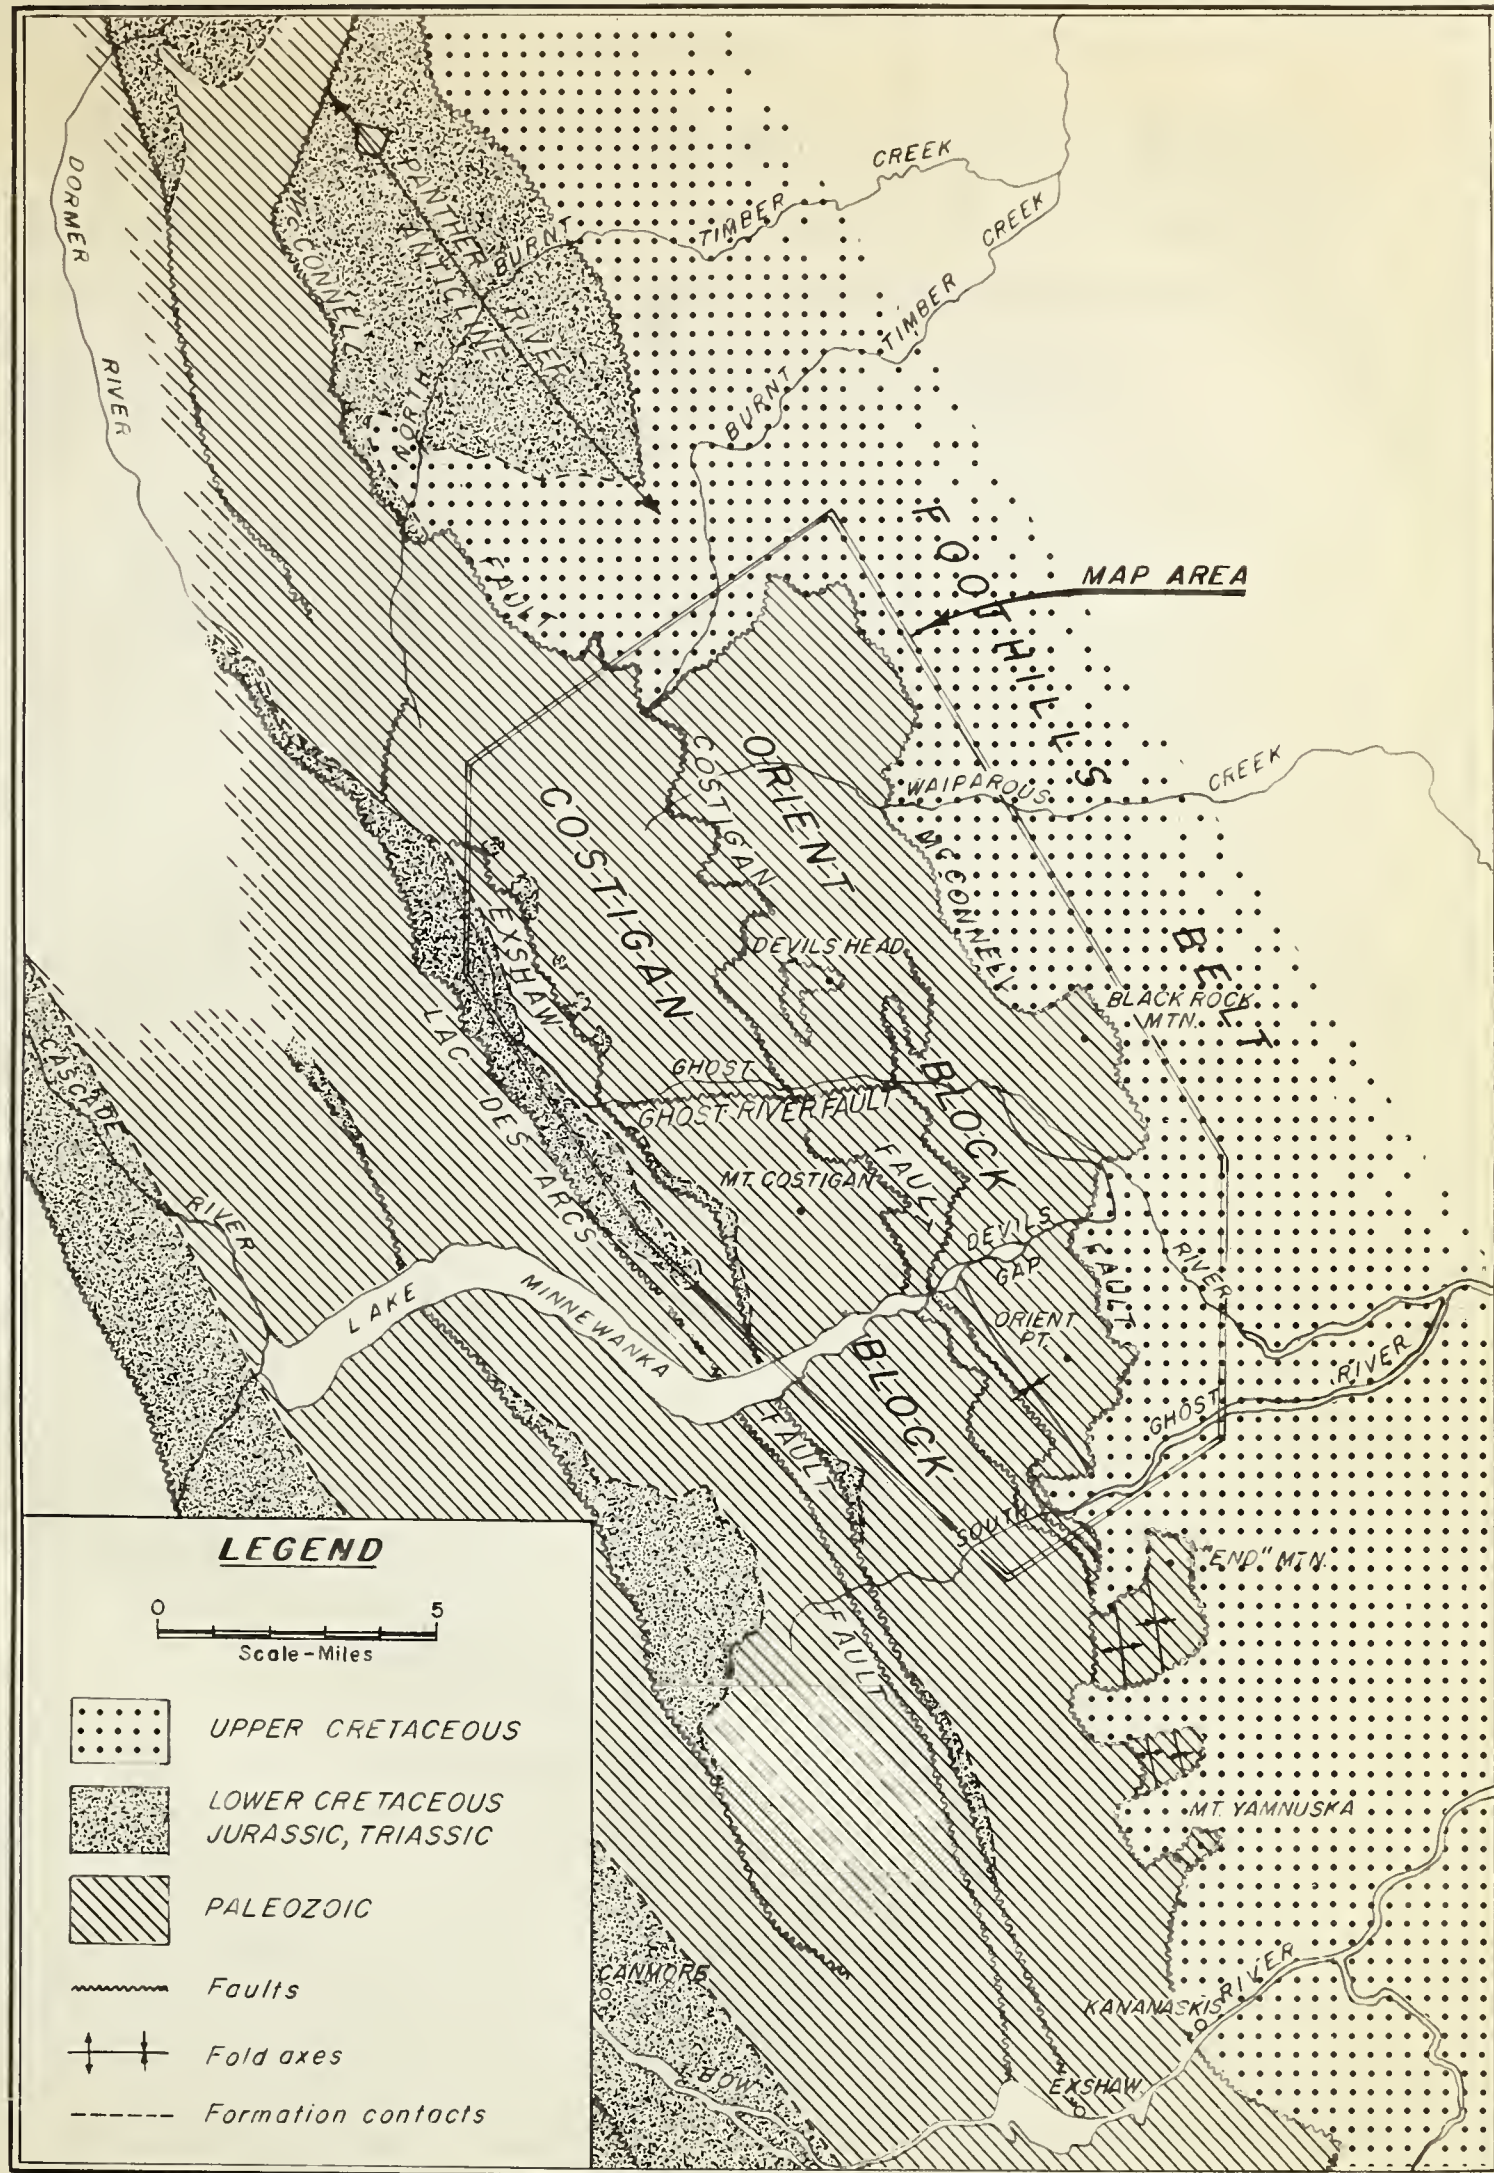 CREEK
TIMBER
BURNT
CREEK
TIMBER
BURNT
NORTH
DORMER
RIVER
PANTHER RIVER
ANTICLINE
McCONNELL
FAULT
FOOTHILLS
BELT
MAP AREA
COSTIGAN
ORIENT
C-O-S-T-I-G-A-N
WAIPAROUS
CREEK
McCONNELL
EXSHAW
DEVILS HEAD
BLACK ROCK
MTN.
LAC DES ARCS
GHOST
GHOST RIVER FAULT
B-L-O-C-K
CASCADE
RIVER
MT. COSTIGAN
FAULT
DEVILS
GAP
FAULT
RIVER
LAKE
MINNEWANKA
ORIENT
PT.
B-L-O-C-K
GHOST
RIVER
FAULT
SOUTH
"END" MTN.
FAULT
MT. YAMNUSKA
CANMORE
BOW
RIVER
KANANASKIS
EXSHAW
LEGEND
0 5
Scale-Miles
UPPER CRETACEOUS
LOWER CRETACEOUS
JURASSIC, TRIASSIC
PALEOZOIC
Faults
Fold axes
Formation contacts